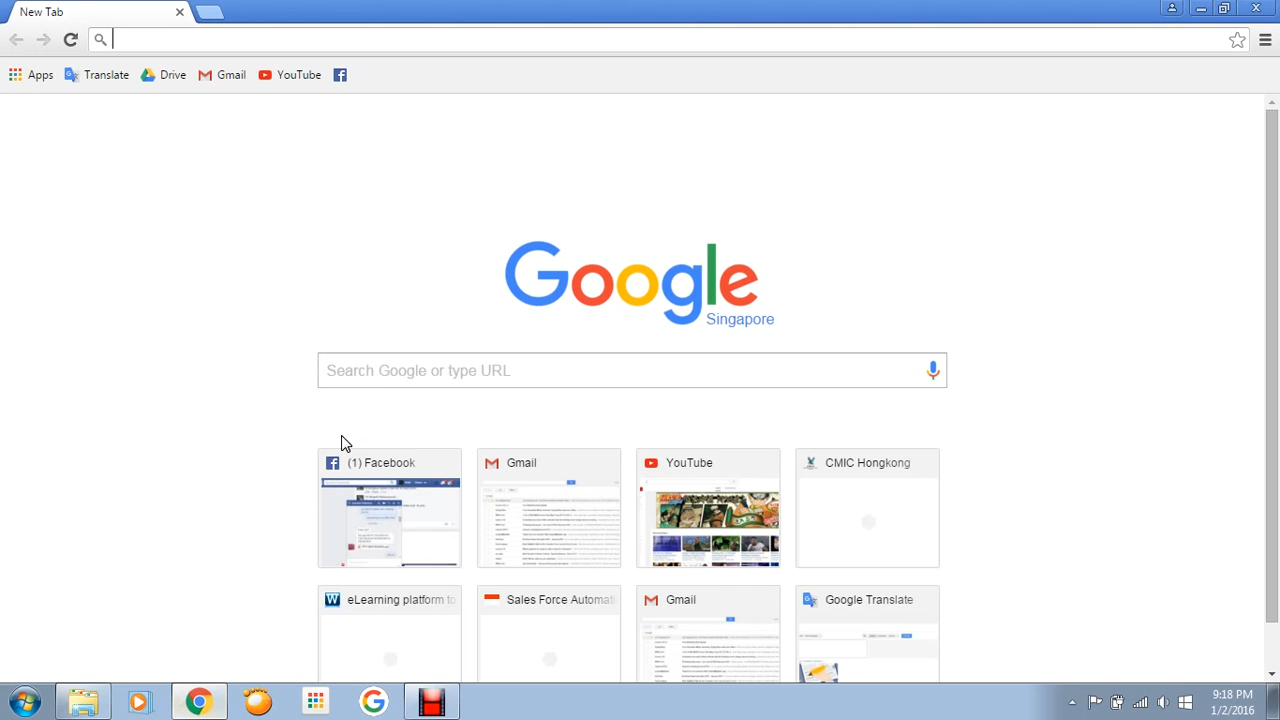 New Tab
Apps Translate Drive Gmail YouTube
Google
Singapore
Search Google or type URL
(1) Facebook Gmail YouTube CMIC Hongkong
eLearning platform to Sales Force Automati Gmail Google Translate
9:18 PM
1/2/2016